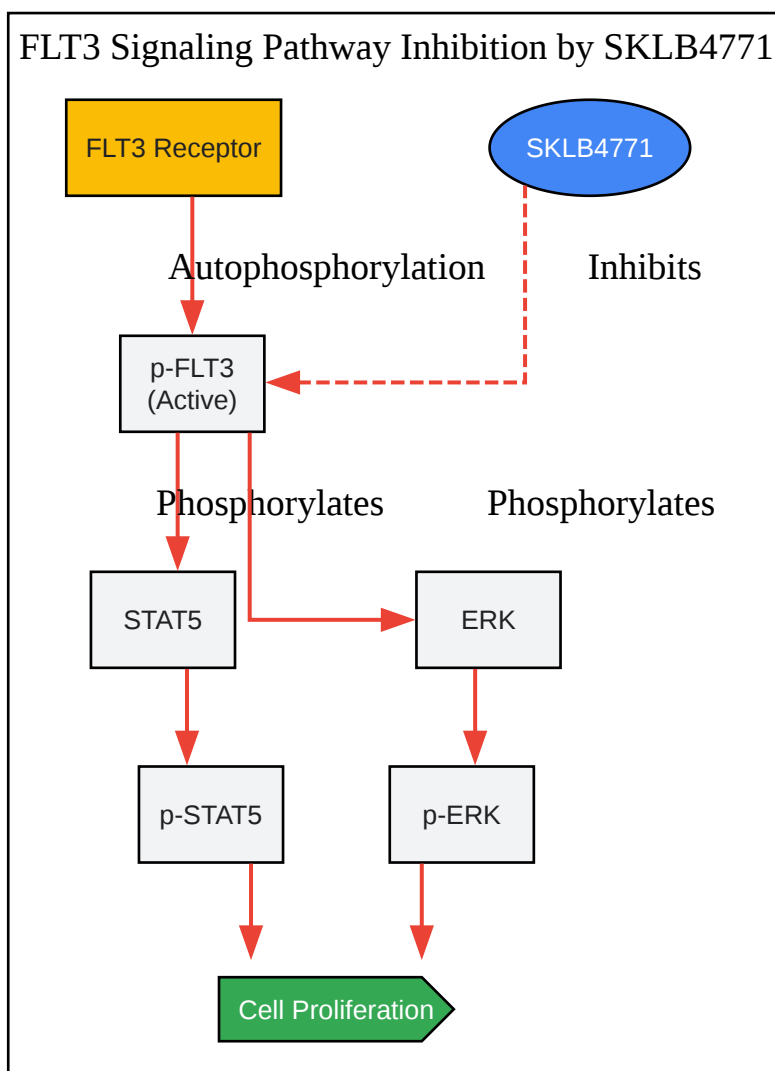 FLT3 Signaling Pathway Inhibition by SKLB4771
FLT3 Receptor
SKLB4771
Autophosphorylation
Inhibits
p-FLT3
(Active)
Phosphorylates
Phosphorylates
STAT5
ERK
p-STAT5
p-ERK
Cell Proliferation